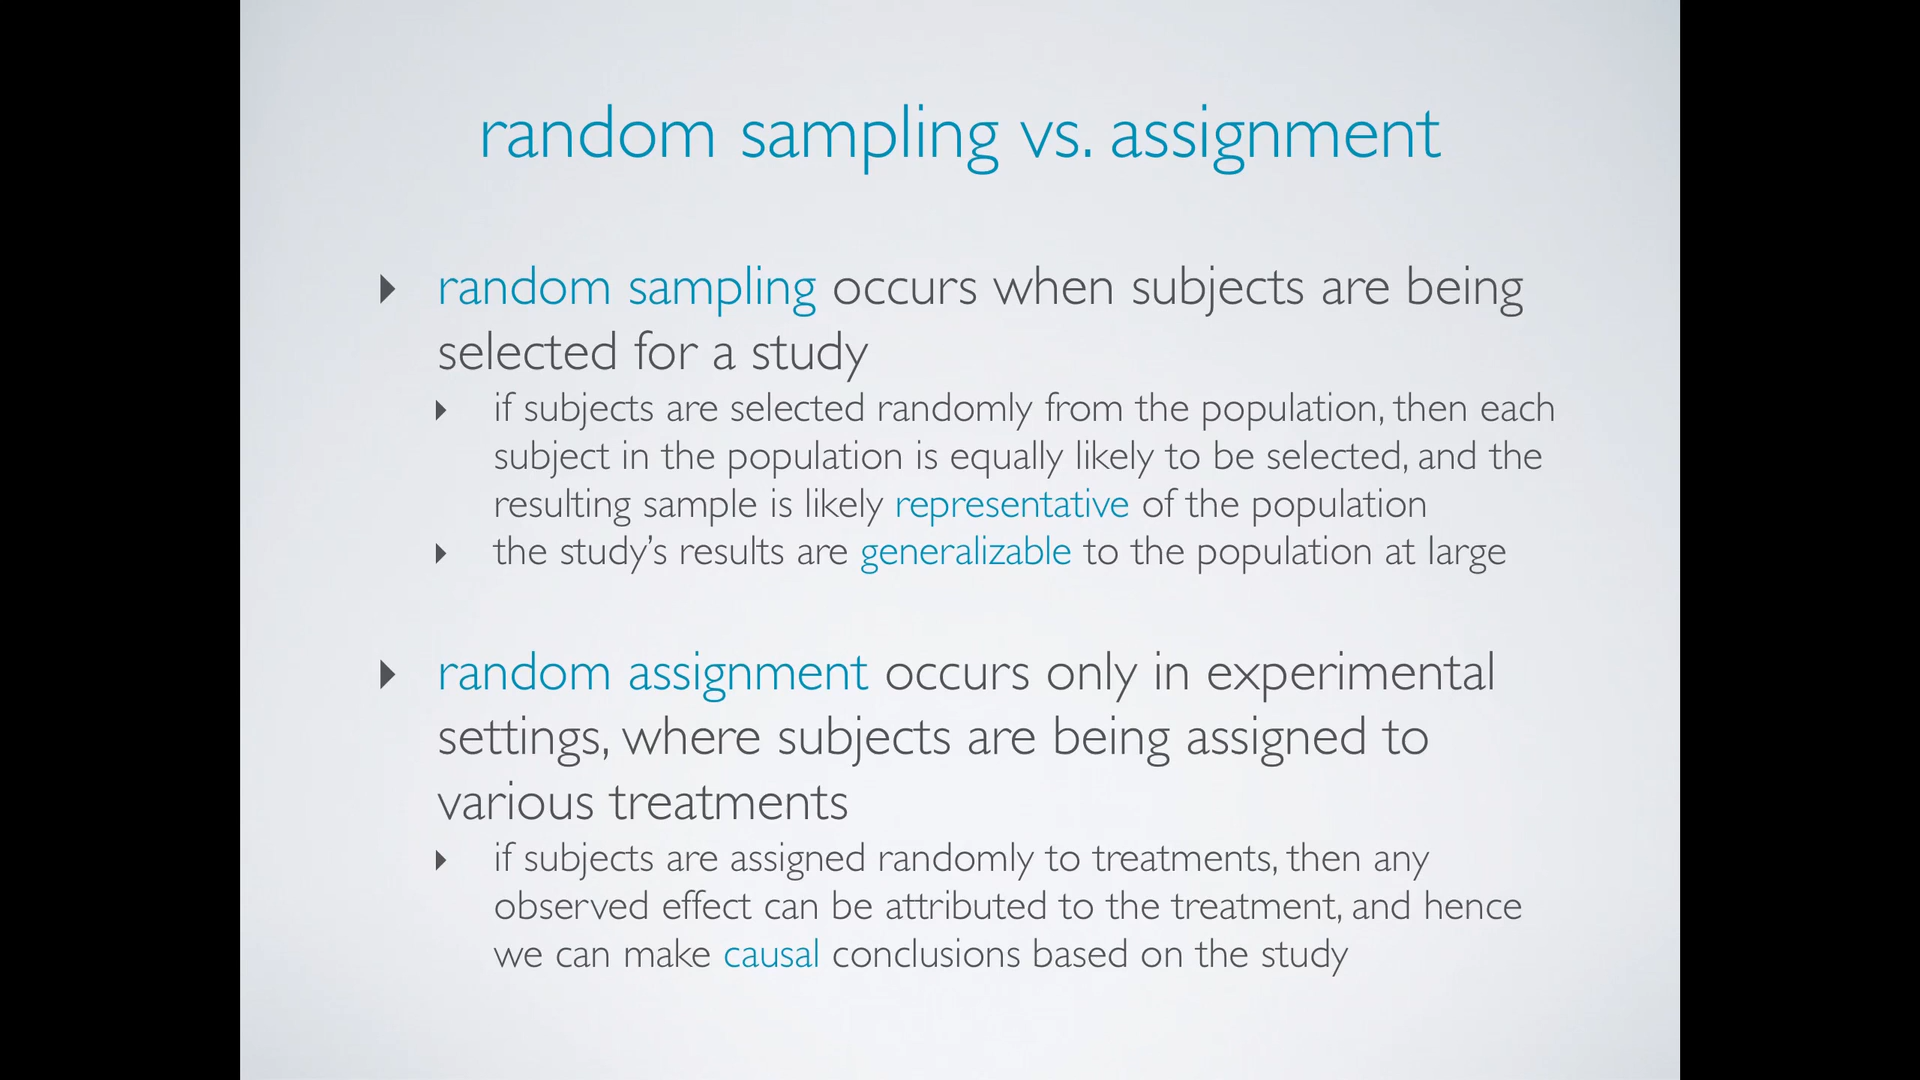 random sampling vs. assignment
random sampling occurs when subjects are being
selected for a study
if subjects are selected randomly from the population, then each
subject in the population is equally likely to be selected, and the
resulting sample is likely representative of the population
the study’s results are generalizable to the population at large
random assignment occurs only in experimental
settings, where subjects are being assigned to
various treatments
if subjects are assigned randomly to treatments, then any
observed effect can be attributed to the treatment, and hence
we can make causal conclusions based on the study